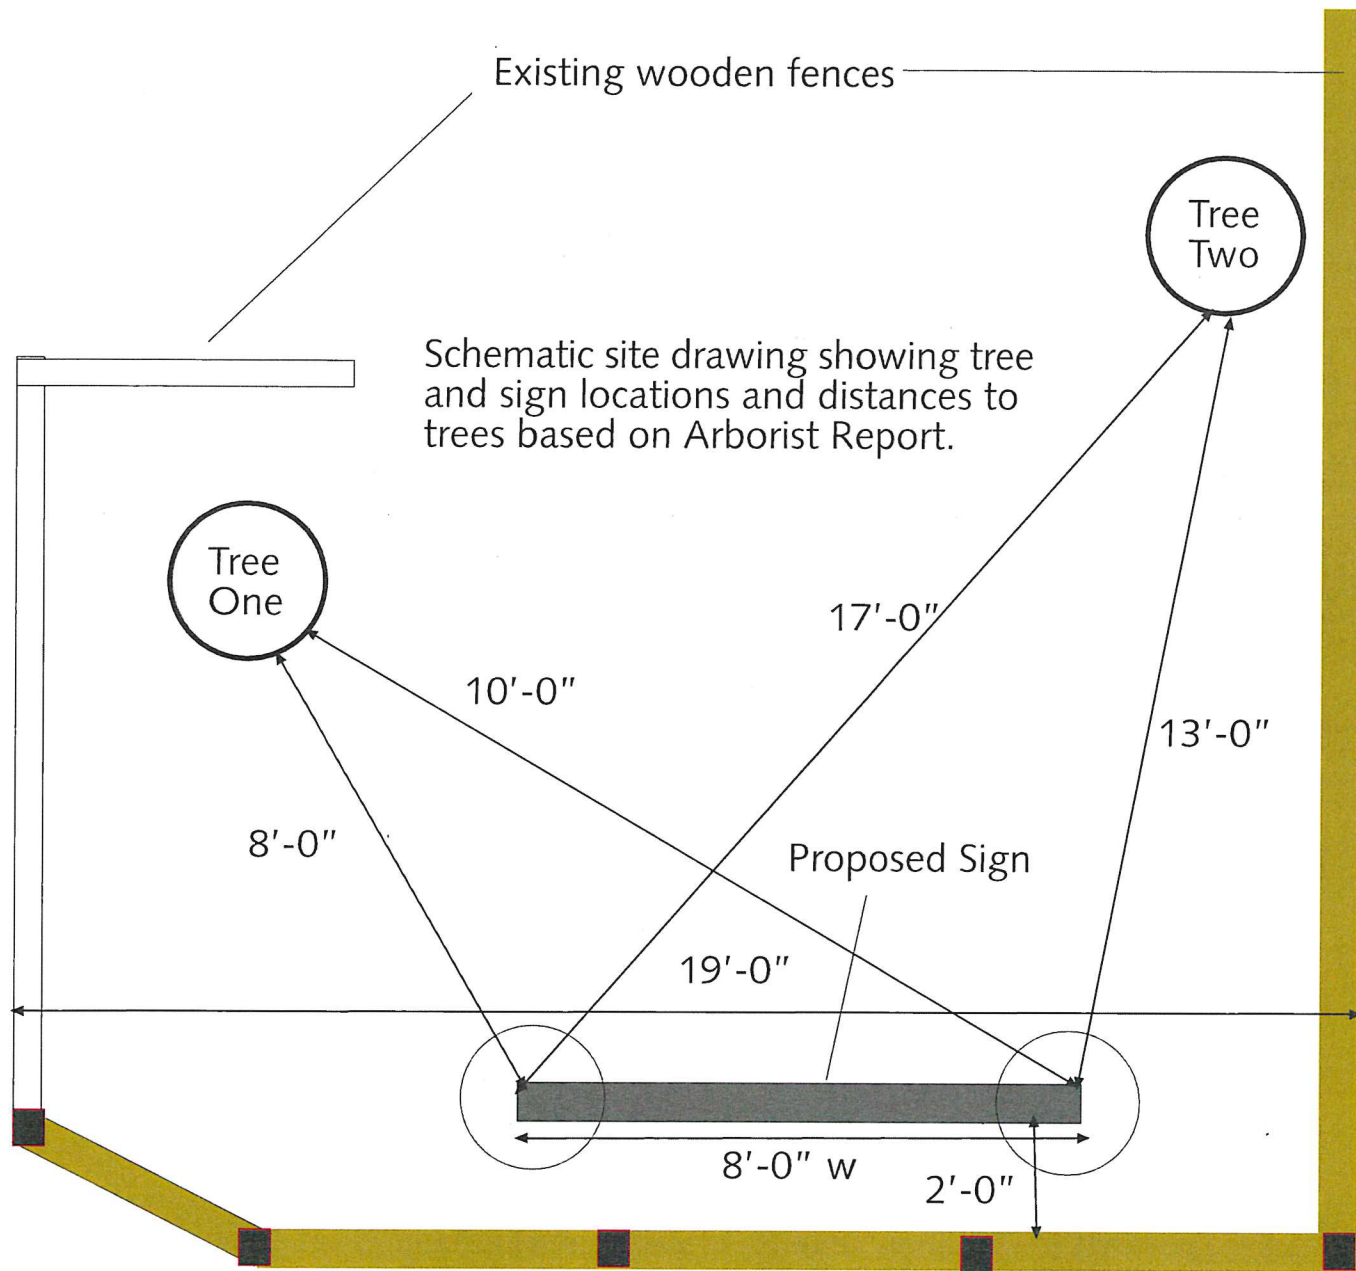 Existing wooden fences
Tree
Two
Schematic site drawing showing tree
and sign locations and distances to
trees based on Arborist Report.
Tree
One
17'-0"
10'-0"
13'-0"
8'-0"
Proposed Sign
19'-0"
8'-0" w
2'-0"